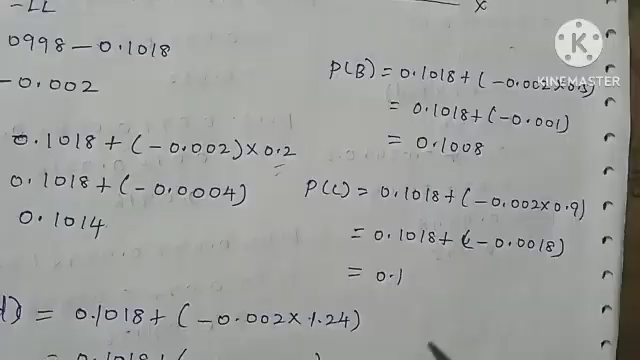 -LL
0998 - 0.1018
-0.002
0.1018 + (-0.002) × 0.2
0.1018 + (-0.0004)
0.1014
x
P(B) = 0.1018 + (-0.002 × 0.5)
= 0.1018 + (-0.001)
= 0.1008
P(C) = 0.1018 + (-0.002 × 0.9)
= 0.1018 + (-0.0018)
= 0.1
) = 0.1018 + (-0.002 × 1.24)
K
KINEMASTER